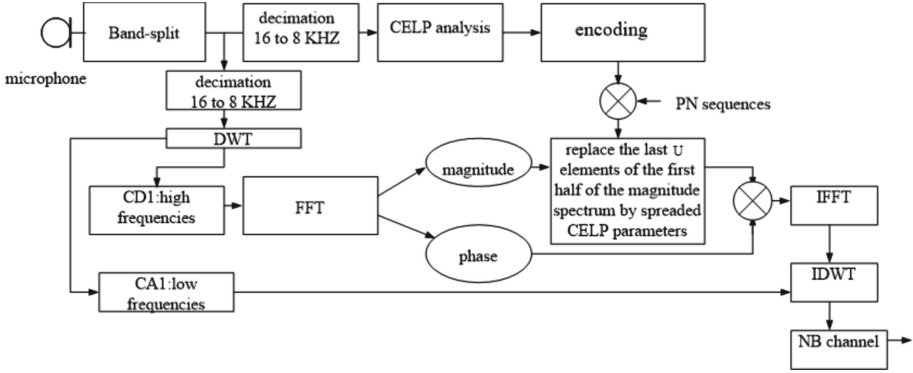 microphone
Band-split
decimation
16 to 8 KHZ
CELP analysis
encoding
decimation
16 to 8 KHZ
PN sequences
DWT
CD1:high
frequencies
FFT
magnitude
phase
replace the last U
elements of the first
half of the magnitude
spectrum by spreaded
CELP parameters
IFFT
CA1:low
frequencies
IDWT
NB channel